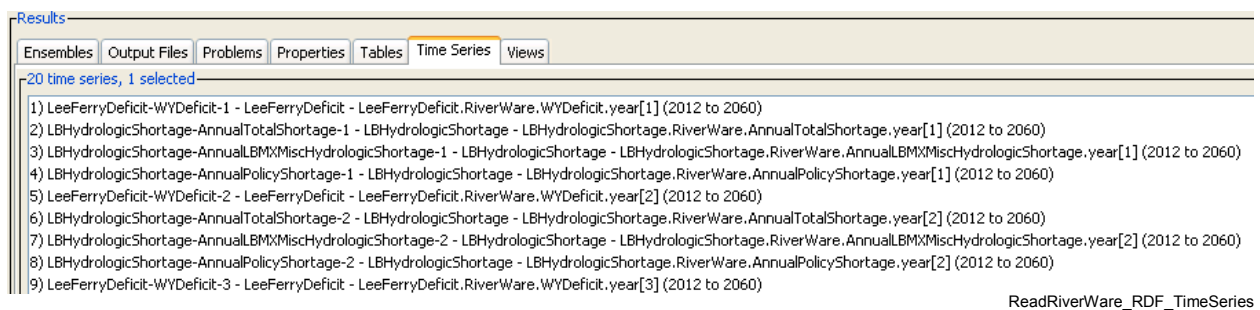 Results
Ensembles Output Files Problems Properties Tables Time Series Views
20 time series, 1 selected
1) LeeFerryDeficit-WYDeficit-1 - LeeFerryDeficit - LeeFerryDeficit.RiverWare.WYDeficit.year[1] (2012 to 2060)
2) LBHydrologicShortage-AnnualTotalShortage-1 - LBHydrologicShortage - LBHydrologicShortage.RiverWare.AnnualTotalShortage.year[1] (2012 to 2060)
3) LBHydrologicShortage-AnnualLBMXMiscHydrologicShortage-1 - LBHydrologicShortage - LBHydrologicShortage.RiverWare.AnnualLBMXMiscHydrologicShortage.year[1] (2012 to 2060)
4) LBHydrologicShortage-AnnualPolicyShortage-1 - LBHydrologicShortage - LBHydrologicShortage.RiverWare.AnnualPolicyShortage.year[1] (2012 to 2060)
5) LeeFerryDeficit-WYDeficit-2 - LeeFerryDeficit - LeeFerryDeficit.RiverWare.WYDeficit.year[2] (2012 to 2060)
6) LBHydrologicShortage-AnnualTotalShortage-2 - LBHydrologicShortage - LBHydrologicShortage.RiverWare.AnnualTotalShortage.year[2] (2012 to 2060)
7) LBHydrologicShortage-AnnualLBMXMiscHydrologicShortage-2 - LBHydrologicShortage - LBHydrologicShortage.RiverWare.AnnualLBMXMiscHydrologicShortage.year[2] (2012 to 2060)
8) LBHydrologicShortage-AnnualPolicyShortage-2 - LBHydrologicShortage - LBHydrologicShortage.RiverWare.AnnualPolicyShortage.year[2] (2012 to 2060)
9) LeeFerryDeficit-WYDeficit-3 - LeeFerryDeficit - LeeFerryDeficit.RiverWare.WYDeficit.year[3] (2012 to 2060)
ReadRiverWare_RDF_TimeSeries